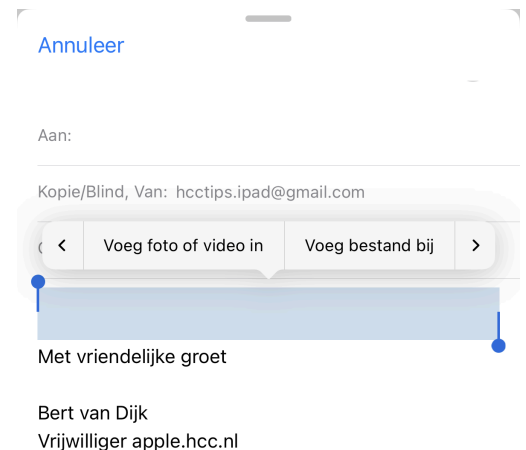 Annuleer
Aan:
Kopie/Blind, Van: hcctips.ipad@gmail.com
Voeg foto of video in
Voeg bestand bij
Met vriendelijke groet
Bert van Dijk
Vrijwilliger apple.hcc.nl